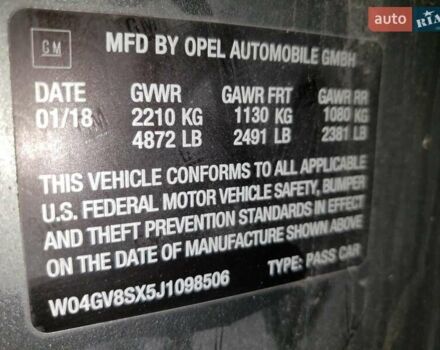 auto RIA
GM MFD BY OPEL AUTOMOBILE GMBH
DATE GVWR GAWR FRT GAWR RR
01/18 2210 KG 1130 KG 1080 KG
4872 LB 2491 LB 2381 LB
THIS VEHICLE CONFORMS TO ALL APPLICABLE
U.S. FEDERAL MOTOR VEHICLE SAFETY, BUMPER
AND THEFT PREVENTION STANDARDS IN EFFECT
ON THE DATE OF MANUFACTURE SHOWN ABOVE
W04GV8SX5J1098506 TYPE: PASS CAR